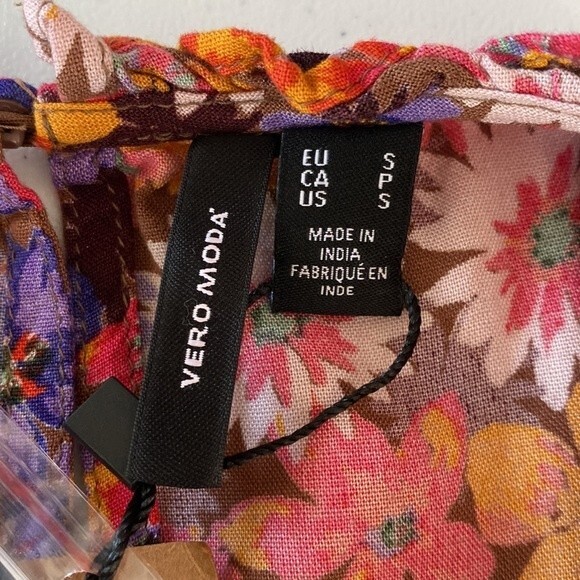 VERO MODA
EU S
CA P
US S
MADE IN
INDIA
FABRIQUÉ EN
INDE